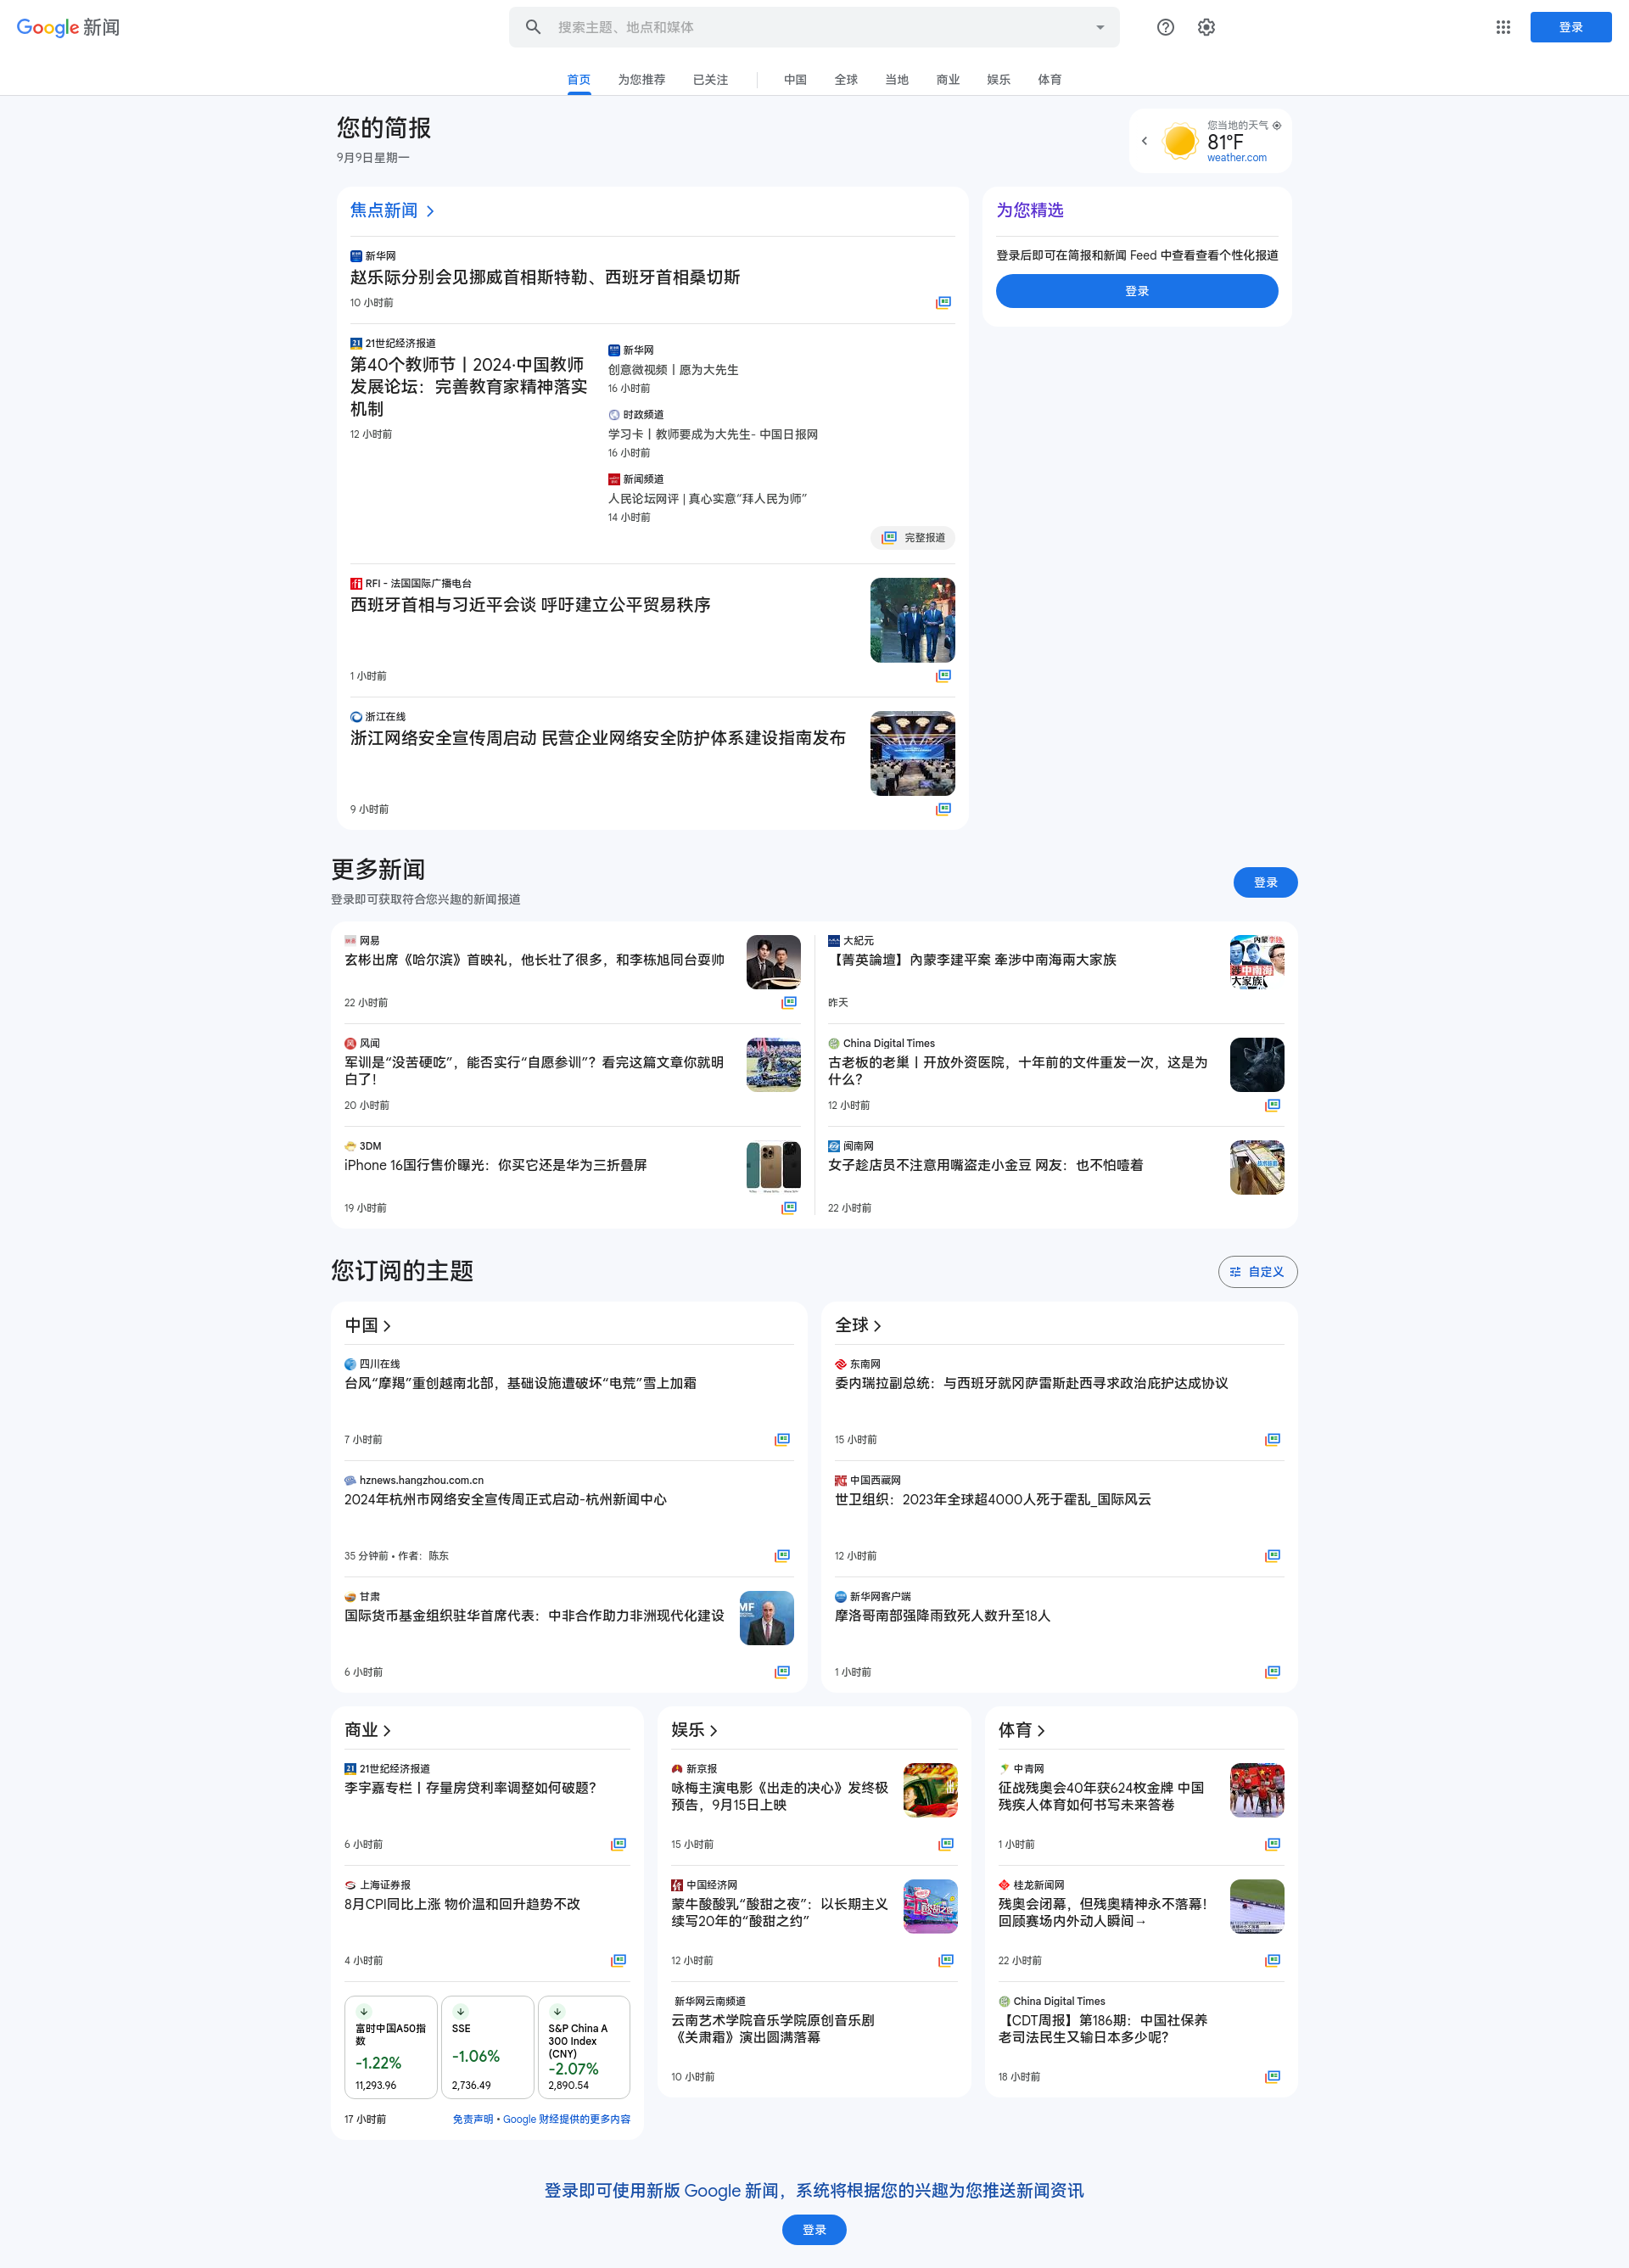 Google 新闻
搜索主题、地点和媒体
登录
首页
为您推荐
已关注
中国
全球
当地
商业
娱乐
体育
您的简报
9月9日星期一
您当地的天气
81°F
weather.com
焦点新闻
新华网
赵乐际分别会见挪威首相斯特勒、西班牙首相桑切斯
10 小时前
21世纪经济报道
第40个教师节丨2024·中国教师
发展论坛：完善教育家精神落实
机制
12 小时前
新华网
创意微视频丨愿为大先生
16 小时前
时政频道
学习卡丨教师要成为大先生- 中国日报网
16 小时前
新闻频道
人民论坛网评 | 真心实意“拜人民为师”
14 小时前
完整报道
RFI - 法国国际广播电台
西班牙首相与习近平会谈 呼吁建立公平贸易秩序
1 小时前
浙江在线
浙江网络安全宣传周启动 民营企业网络安全防护体系建设指南发布
9 小时前
为您精选
登录后即可在简报和新闻 Feed 中查看查看个性化报道
登录
更多新闻
登录即可获取符合您兴趣的新闻报道
登录
网易
玄彬出席《哈尔滨》首映礼，他长壮了很多，和李栋旭同台耍帅
22 小时前
风闻
军训是“没苦硬吃”，能否实行“自愿参训”？看完这篇文章你就明
白了！
20 小时前
3DM
iPhone 16国行售价曝光：你买它还是华为三折叠屏
19 小时前
大紀元
【菁英論壇】內蒙李建平案 牽涉中南海兩大家族
昨天
China Digital Times
古老板的老巢丨开放外资医院，十年前的文件重发一次，这是为
什么？
12 小时前
闽南网
女子趁店员不注意用嘴盗走小金豆 网友：也不怕噎着
22 小时前
您订阅的主题
自定义
中国
四川在线
台风“摩羯”重创越南北部，基础设施遭破坏“电荒”雪上加霜
7 小时前
hznews.hangzhou.com.cn
2024年杭州市网络安全宣传周正式启动-杭州新闻中心
35 分钟前 • 作者：陈东
甘肃
国际货币基金组织驻华首席代表：中非合作助力非洲现代化建设
6 小时前
全球
东南网
委内瑞拉副总统：与西班牙就冈萨雷斯赴西寻求政治庇护达成协议
15 小时前
中国西藏网
世卫组织：2023年全球超4000人死于霍乱_国际风云
12 小时前
新华网客户端
摩洛哥南部强降雨致死人数升至18人
1 小时前
商业
21世纪经济报道
李宇嘉专栏丨存量房贷利率调整如何破题？
6 小时前
上海证券报
8月CPI同比上涨 物价温和回升趋势不改
4 小时前
富时中国A50指
数
-1.22%
11,293.96
SSE
-1.06%
2,736.49
S&P China A
300 Index
(CNY)
-2.07%
2,890.54
17 小时前
免责声明 • Google 财经提供的更多内容
娱乐
新京报
咏梅主演电影《出走的决心》发终极
预告，9月15日上映
15 小时前
中国经济网
蒙牛酸酸乳“酸甜之夜”：以长期主义
续写20年的“酸甜之约”
12 小时前
新华网云南频道
云南艺术学院音乐学院原创音乐剧
《关肃霜》演出圆满落幕
10 小时前
体育
中青网
征战残奥会40年获624枚金牌 中国
残疾人体育如何书写未来答卷
1 小时前
桂龙新闻网
残奥会闭幕，但残奥精神永不落幕！
回顾赛场内外动人瞬间→
22 小时前
China Digital Times
【CDT周报】第186期：中国社保养
老司法民生又输日本多少呢？
18 小时前
登录即可使用新版 Google 新闻，系统将根据您的兴趣为您推送新闻资讯
登录